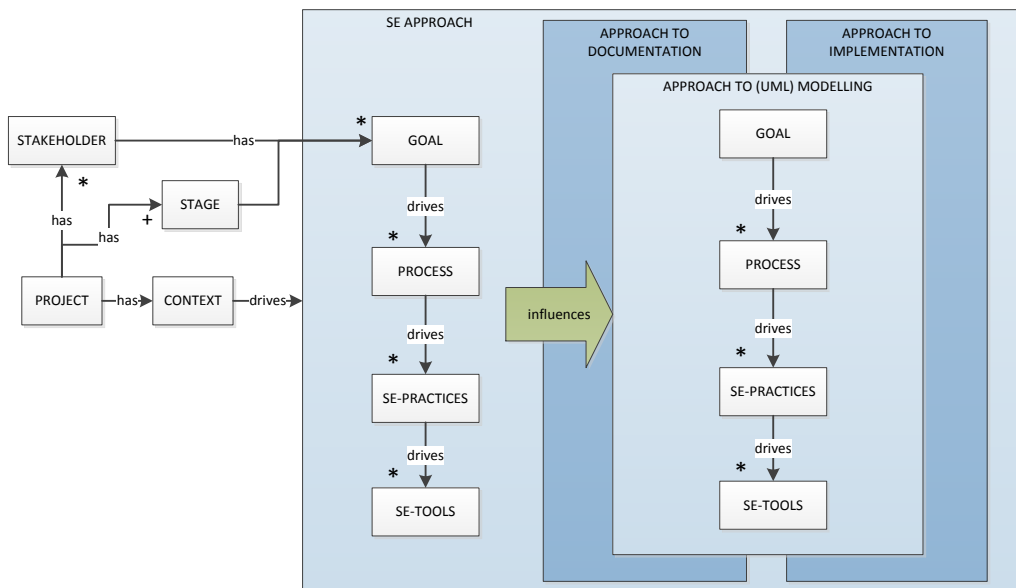 SE APPROACH
APPROACH TO
DOCUMENTATION
APPROACH TO
IMPLEMENTATION
APPROACH TO (UML) MODELLING
STAKEHOLDER
has
*
GOAL
GOAL
*
STAGE
+
has
has
drives
drives
*
PROCESS
*
PROCESS
PROJECT
has
CONTEXT
drives
influences
drives
drives
*
SE-PRACTICES
*
SE-PRACTICES
drives
drives
*
SE-TOOLS
*
SE-TOOLS